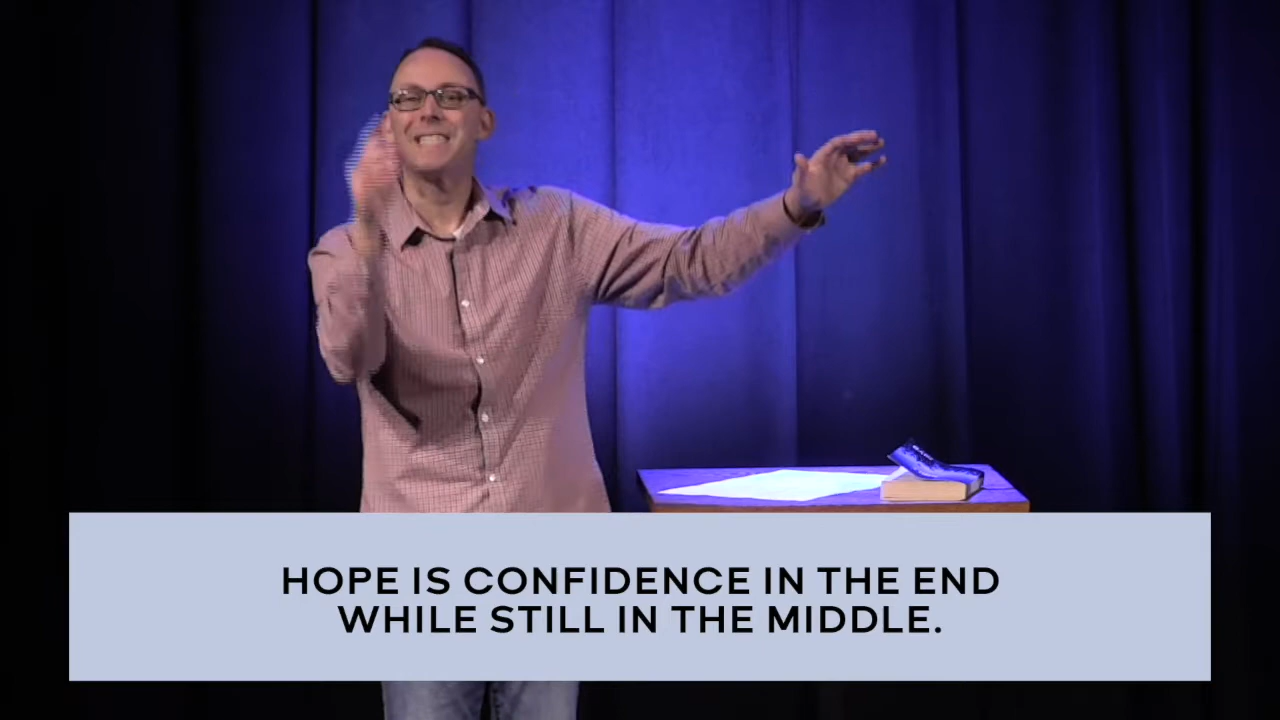 HOPE IS CONFIDENCE IN THE END
WHILE STILL IN THE MIDDLE.